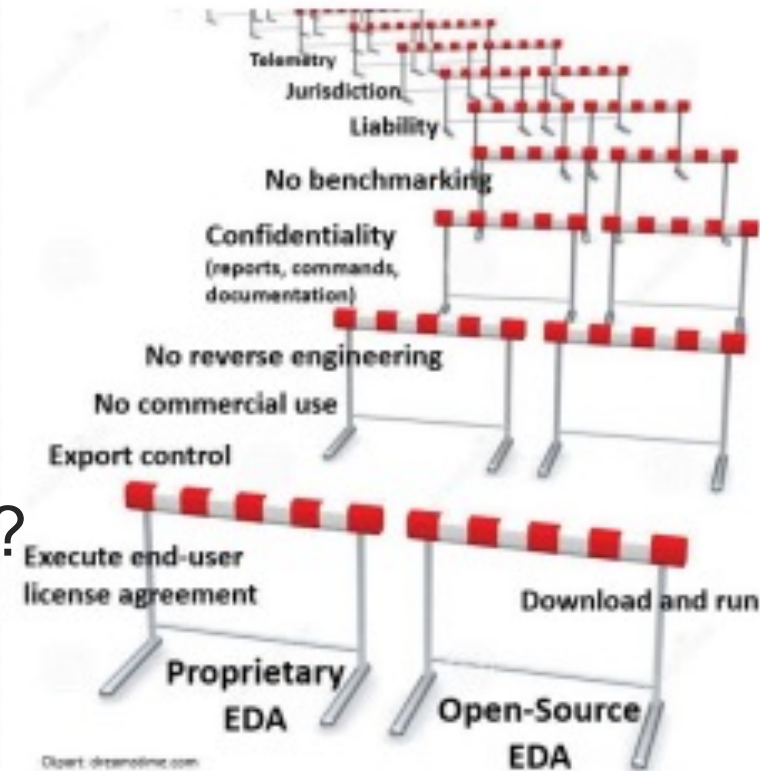 Telemetry
Jurisdiction
Liability
No benchmarking
Confidentiality
(reports, commands,
documentation)
No reverse engineering
No commercial use
Export control
?
Execute end-user
license agreement
Download and run
Proprietary
EDA
Open-Source
EDA
Clipart: dreamstime.com